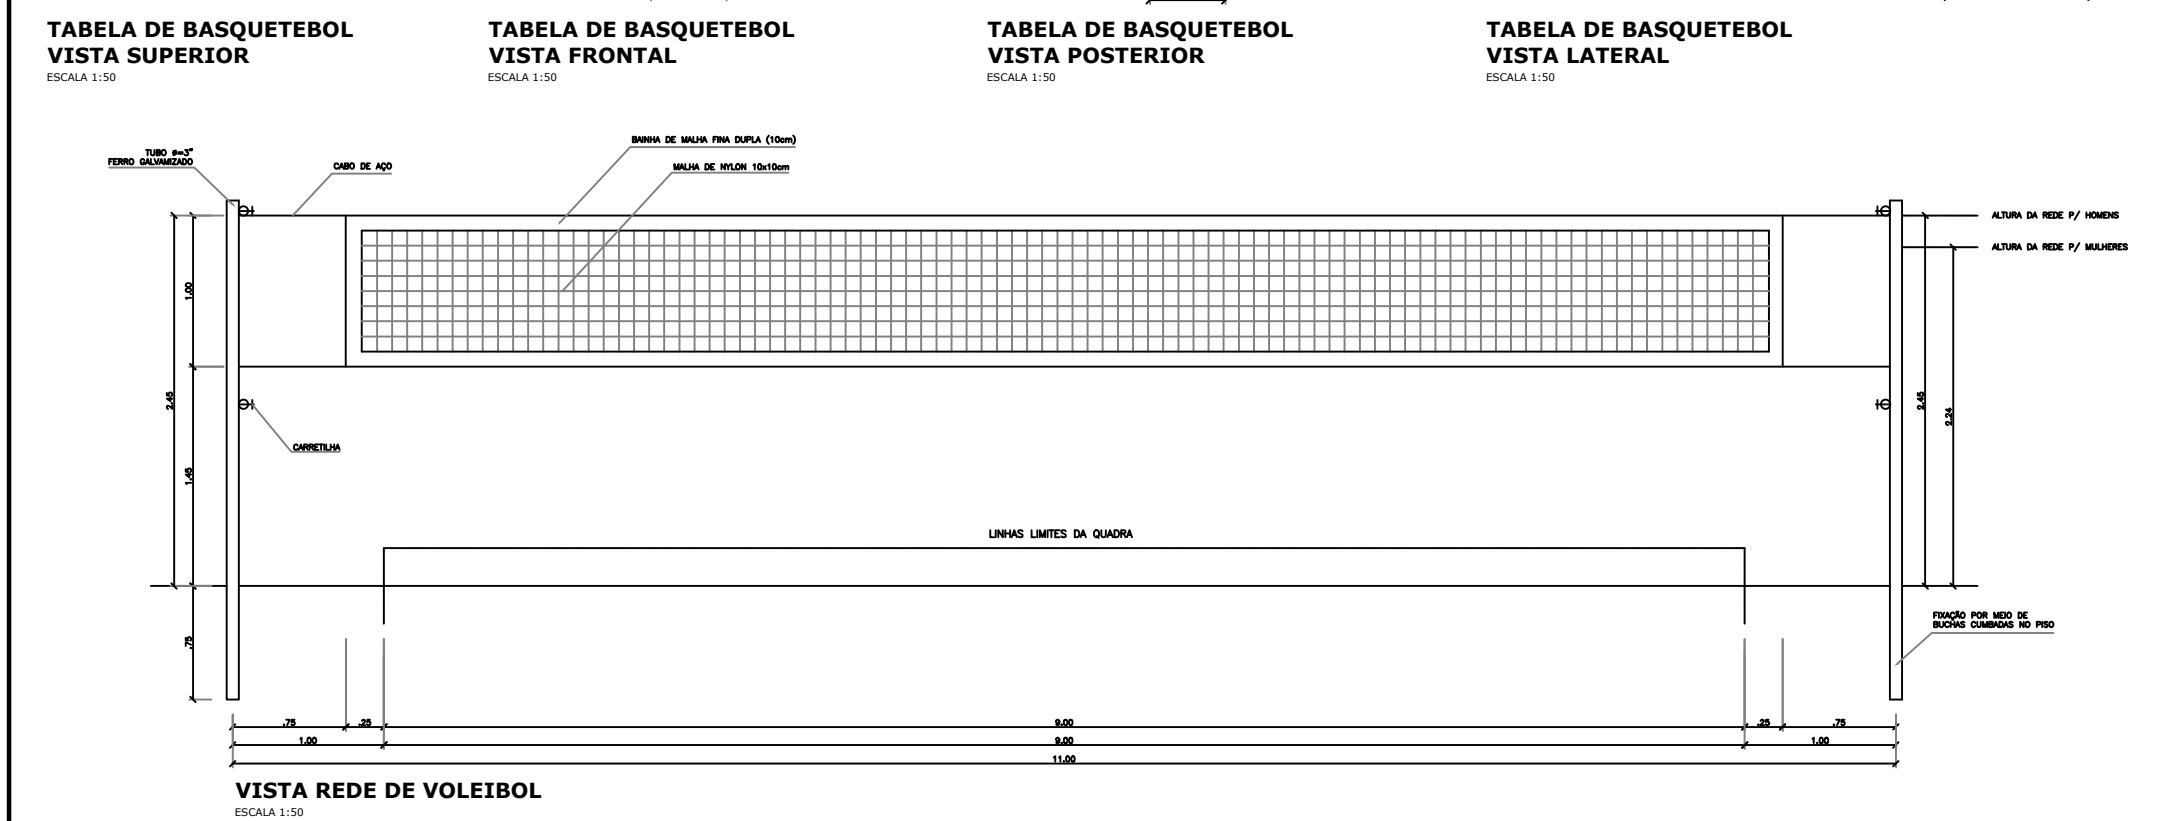 TABELA DE BASQUETEBOL
VISTA SUPERIOR
ESCALA 1:50
TABELA DE BASQUETEBOL
VISTA FRONTAL
ESCALA 1:50
TABELA DE BASQUETEBOL
VISTA POSTERIOR
ESCALA 1:50
TABELA DE BASQUETEBOL
VISTA LATERAL
ESCALA 1:50
TUBO ø=3"
FERRO GALVAMIZADO
CABO DE AÇO
BAINHA DE MALHA FINA DUPLA (10cm)
MALHA DE NYLON 10x10cm
ALTURA DA REDE P/ HOMENS
ALTURA DA REDE P/ MULHERES
1.00
2.45
1.45
.75
CARRETILHA
2.45
2.24
LINHAS LIMITES DA QUADRA
FIXAÇÃO POR MEIO DE
BUCHAS CUMBADAS NO PISO
.75 .25 9.00 .25 .75
1.00 9.00 1.00
11.00
VISTA REDE DE VOLEIBOL
ESCALA 1:50